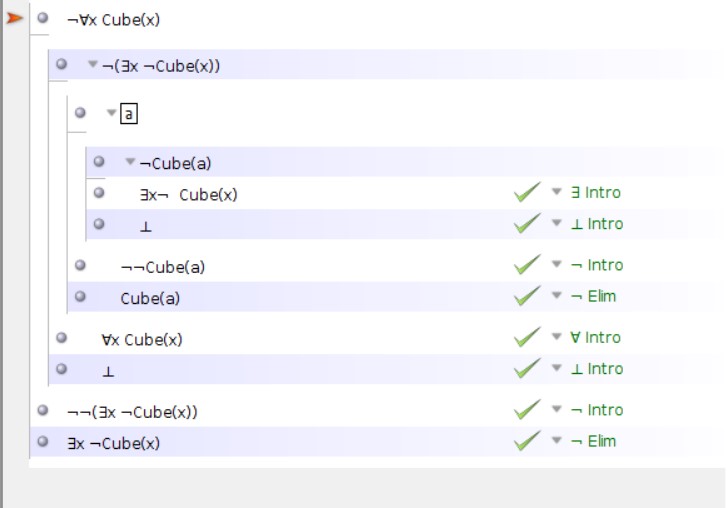 ¬∀x Cube(x)
¬(∃x ¬Cube(x))
a
¬Cube(a)
∃x¬ Cube(x) ∃ Intro
⊥ ⊥ Intro
¬¬Cube(a) ¬ Intro
Cube(a) ¬ Elim
∀x Cube(x) ∀ Intro
⊥ ⊥ Intro
¬¬(∃x ¬Cube(x)) ¬ Intro
∃x ¬Cube(x) ¬ Elim